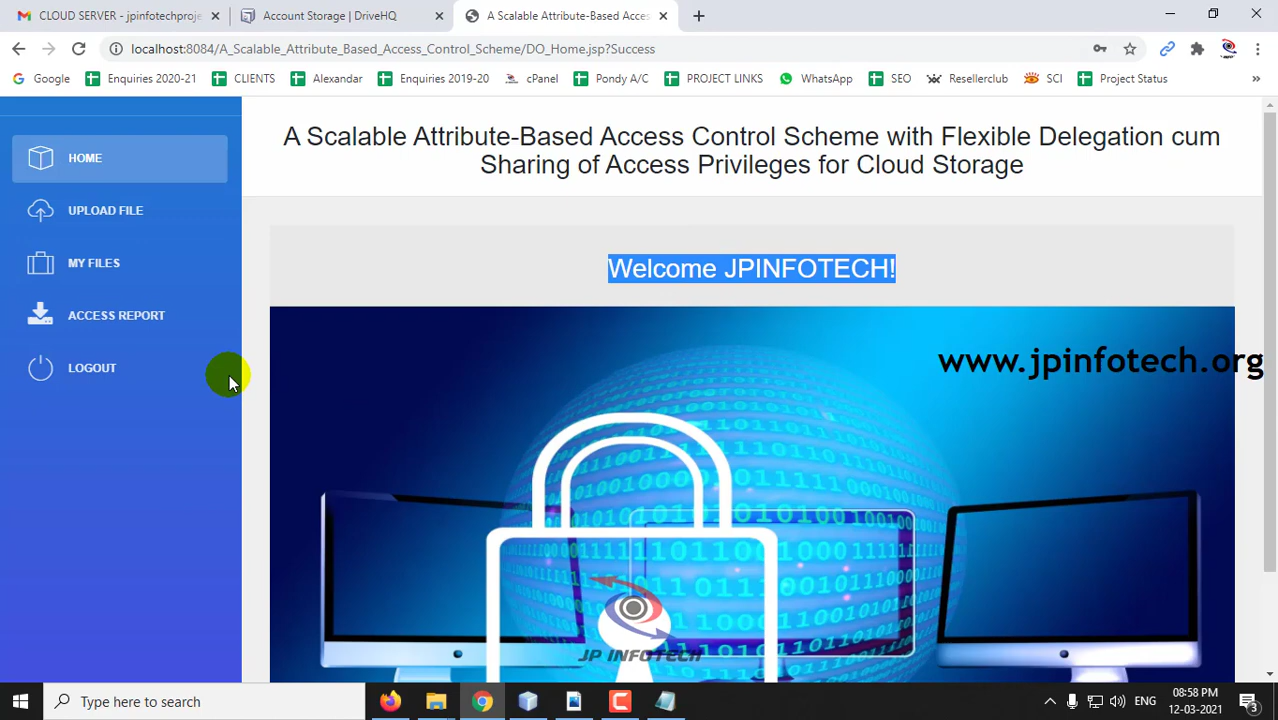 CLOUD SERVER - jpinfotechproje
Account Storage | DriveHQ
A Scalable Attribute-Based Acces
localhost:8084/A_Scalable_Attribute_Based_Access_Control_Scheme/DO_Home.jsp?Success
Google
Enquiries 2020-21
CLIENTS
Alexandar
Enquiries 2019-20
cPanel
Pondy A/C
PROJECT LINKS
WhatsApp
SEO
Resellerclub
SCI
Project Status
»
HOME
UPLOAD FILE
MY FILES
ACCESS REPORT
LOGOUT
A Scalable Attribute-Based Access Control Scheme with Flexible Delegation cum
Sharing of Access Privileges for Cloud Storage
Welcome JPINFOTECH!
www.jpinfotech.org
JP INFOTECH
Type here to search
ENG
08:58 PM
12-03-2021
3